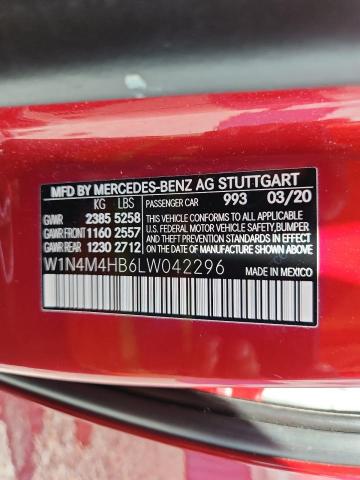 MFD BY MERCEDES-BENZ AG STUTTGART
KG LBS PASSENGER CAR 993 03/20
GVWR 2385 5258
GAWR FRONT 1160 2557
GAWR REAR 1230 2712
THIS VEHICLE CONFORMS TO ALL APPLICABLE
U.S. FEDERAL MOTOR VEHICLE SAFETY,BUMPER
AND THEFT PREVENTION STANDARDS IN
EFFECT ON THE DATE OF MANUFACTURE
SHOWN ABOVE.
W1N4M4HB6LW042296 MADE IN MEXICO